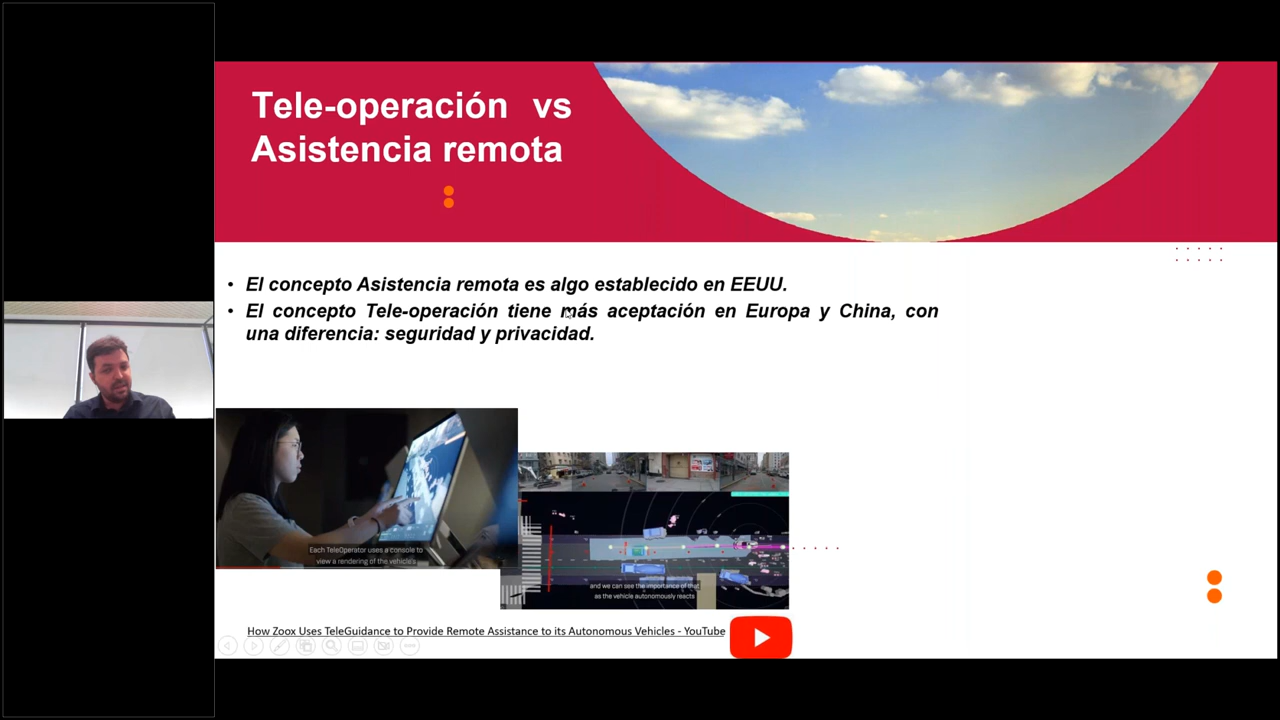 Tele-operación vs
Asistencia remota
• El concepto Asistencia remota es algo establecido en EEUU.
• El concepto Tele-operación tiene más aceptación en Europa y China, con
una diferencia: seguridad y privacidad.
Each TeleOperator uses a console to
view a rendering of the vehicle's
and we can see the importance of that
as the vehicle autonomously reacts
How Zoox Uses TeleGuidance to Provide Remote Assistance to its Autonomous Vehicles - YouTube